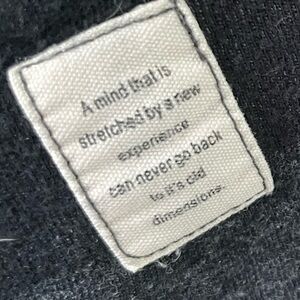 A mind that is
stretched by a new
experience
can never go back
to it's old
dimensions.